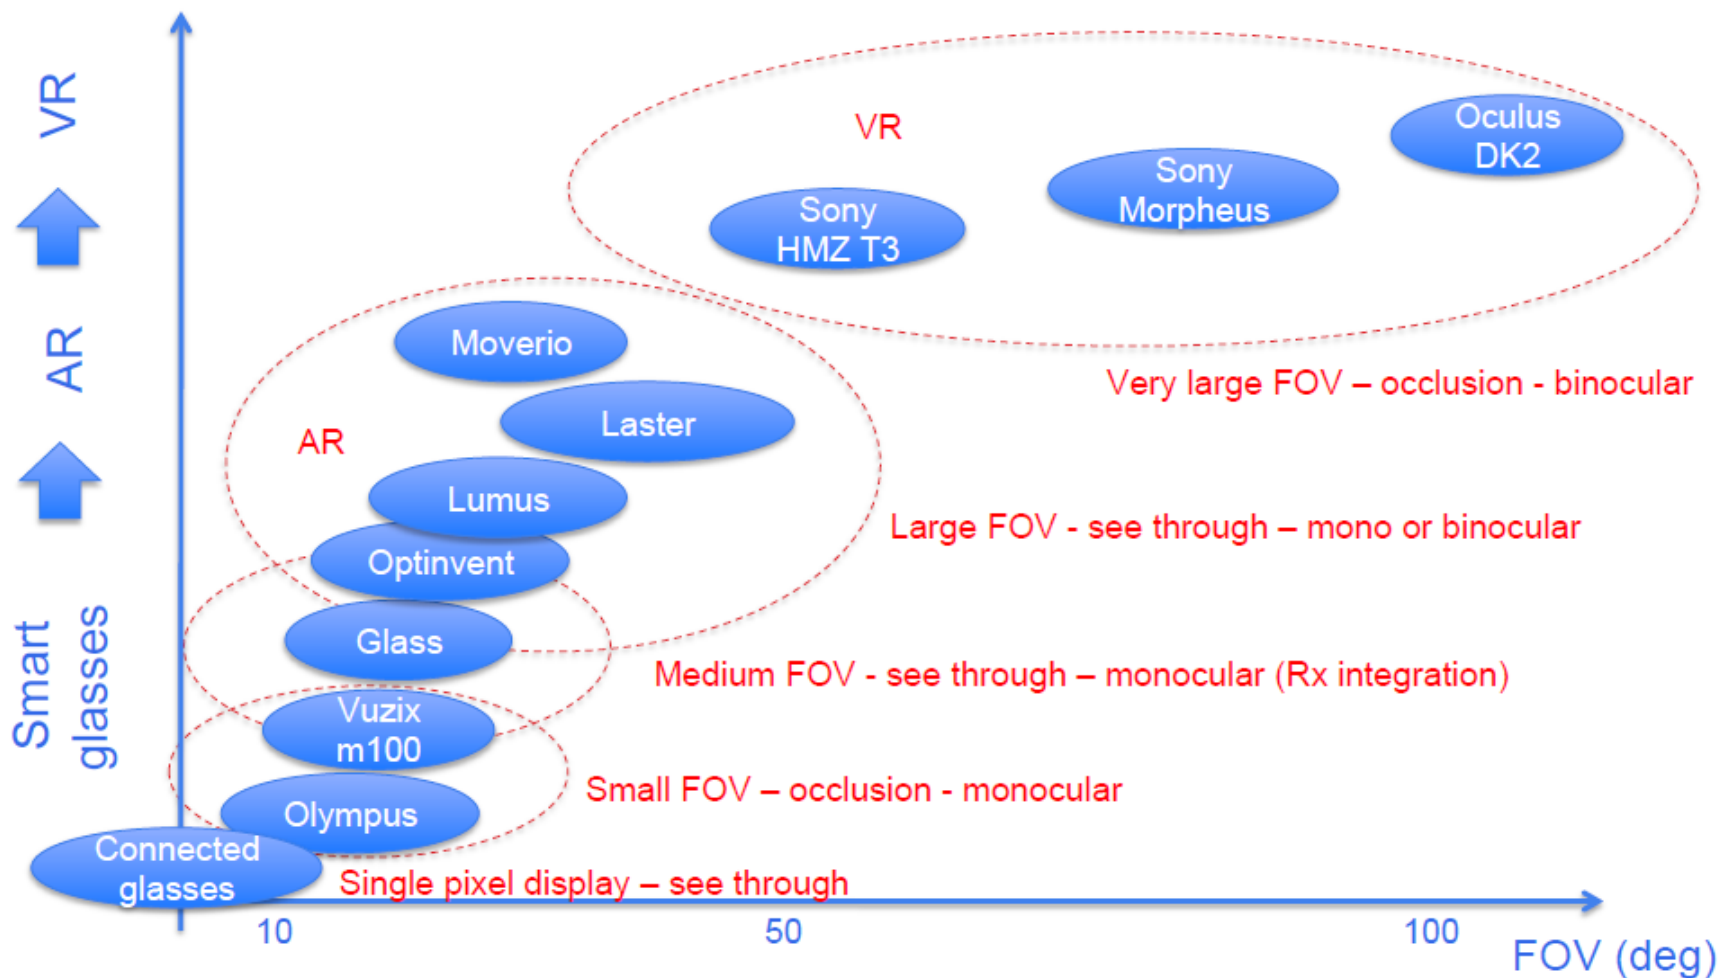 VR
AR
Smart
glasses
VR
Oculus
DK2
Sony
Morpheus
Sony
HMZ T3
Very large FOV – occlusion - binocular
Moverio
Laster
AR
Lumus
Large FOV - see through – mono or binocular
Optinvent
Glass
Medium FOV - see through – monocular (Rx integration)
Vuzix
m100
Small FOV – occlusion - monocular
Olympus
Connected
glasses
Single pixel display – see through
10
50
100
FOV (deg)